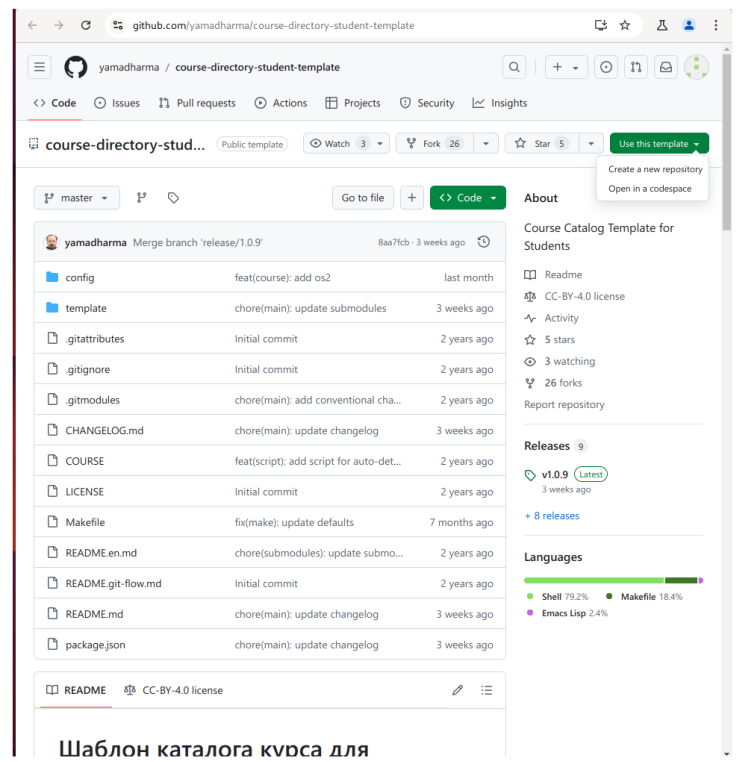 github.com/yamadharma/course-directory-student-template
yamadharma / course-directory-student-template
Code Issues Pull requests Actions Projects Security Insights
course-directory-stud... Public template Watch 3 Fork 26 Star 5 Use this template
Create a new repository
Open in a codespace
master Go to file + Code
About
Course Catalog Template for
Students
yamadharma Merge branch 'release/1.0.9' 8aa7fcb · 3 weeks ago
config feat(course): add os2 last month
template chore(main): update submodules 3 weeks ago
.gitattributes Initial commit 2 years ago
.gitignore Initial commit 2 years ago
.gitmodules chore(main): add conventional cha... 2 years ago
CHANGELOG.md chore(main): update changelog 3 weeks ago
COURSE feat(script): add script for auto-det... 2 years ago
LICENSE Initial commit 2 years ago
Makefile fix(make): update defaults 7 months ago
README.en.md chore(submodules): update submo... 2 years ago
README.git-flow.md Initial commit 2 years ago
README.md chore(main): update changelog 3 weeks ago
package.json chore(main): update changelog 3 weeks ago
Readme
CC-BY-4.0 license
Activity
5 stars
3 watching
26 forks
Report repository
Releases 9
v1.0.9 Latest
3 weeks ago
+ 8 releases
Languages
Shell 79.2% Makefile 18.4%
Emacs Lisp 2.4%
README CC-BY-4.0 license
Шаблон каталога курса для